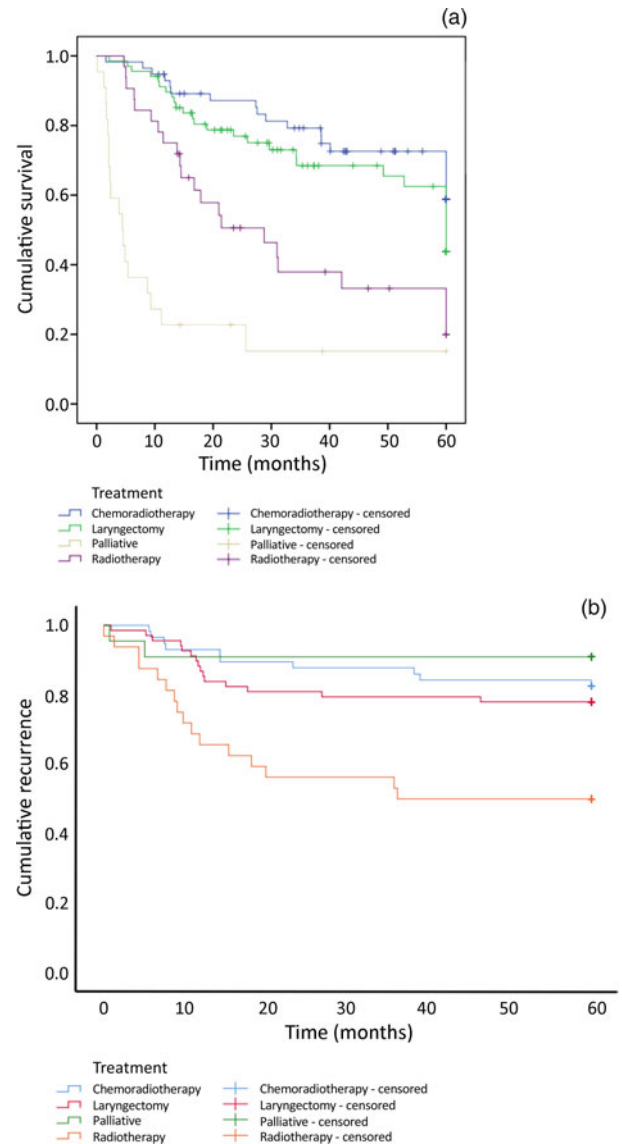 (a)
1.0
0.8
0.6
0.4
0.2
0.0
Cumulative survival
0 10 20 30 40 50 60
Time (months)
Treatment
Chemoradiotherapy Chemoradiotherapy - censored
Laryngectomy Laryngectomy - censored
Palliative Palliative - censored
Radiotherapy Radiotherapy - censored
(b)
1.0
0.8
0.6
0.4
0.2
0.0
Cumulative recurrence
0 10 20 30 40 50 60
Time (months)
Treatment
Chemoradiotherapy Chemoradiotherapy - censored
Laryngectomy Laryngectomy - censored
Palliative Palliative - censored
Radiotherapy Radiotherapy - censored